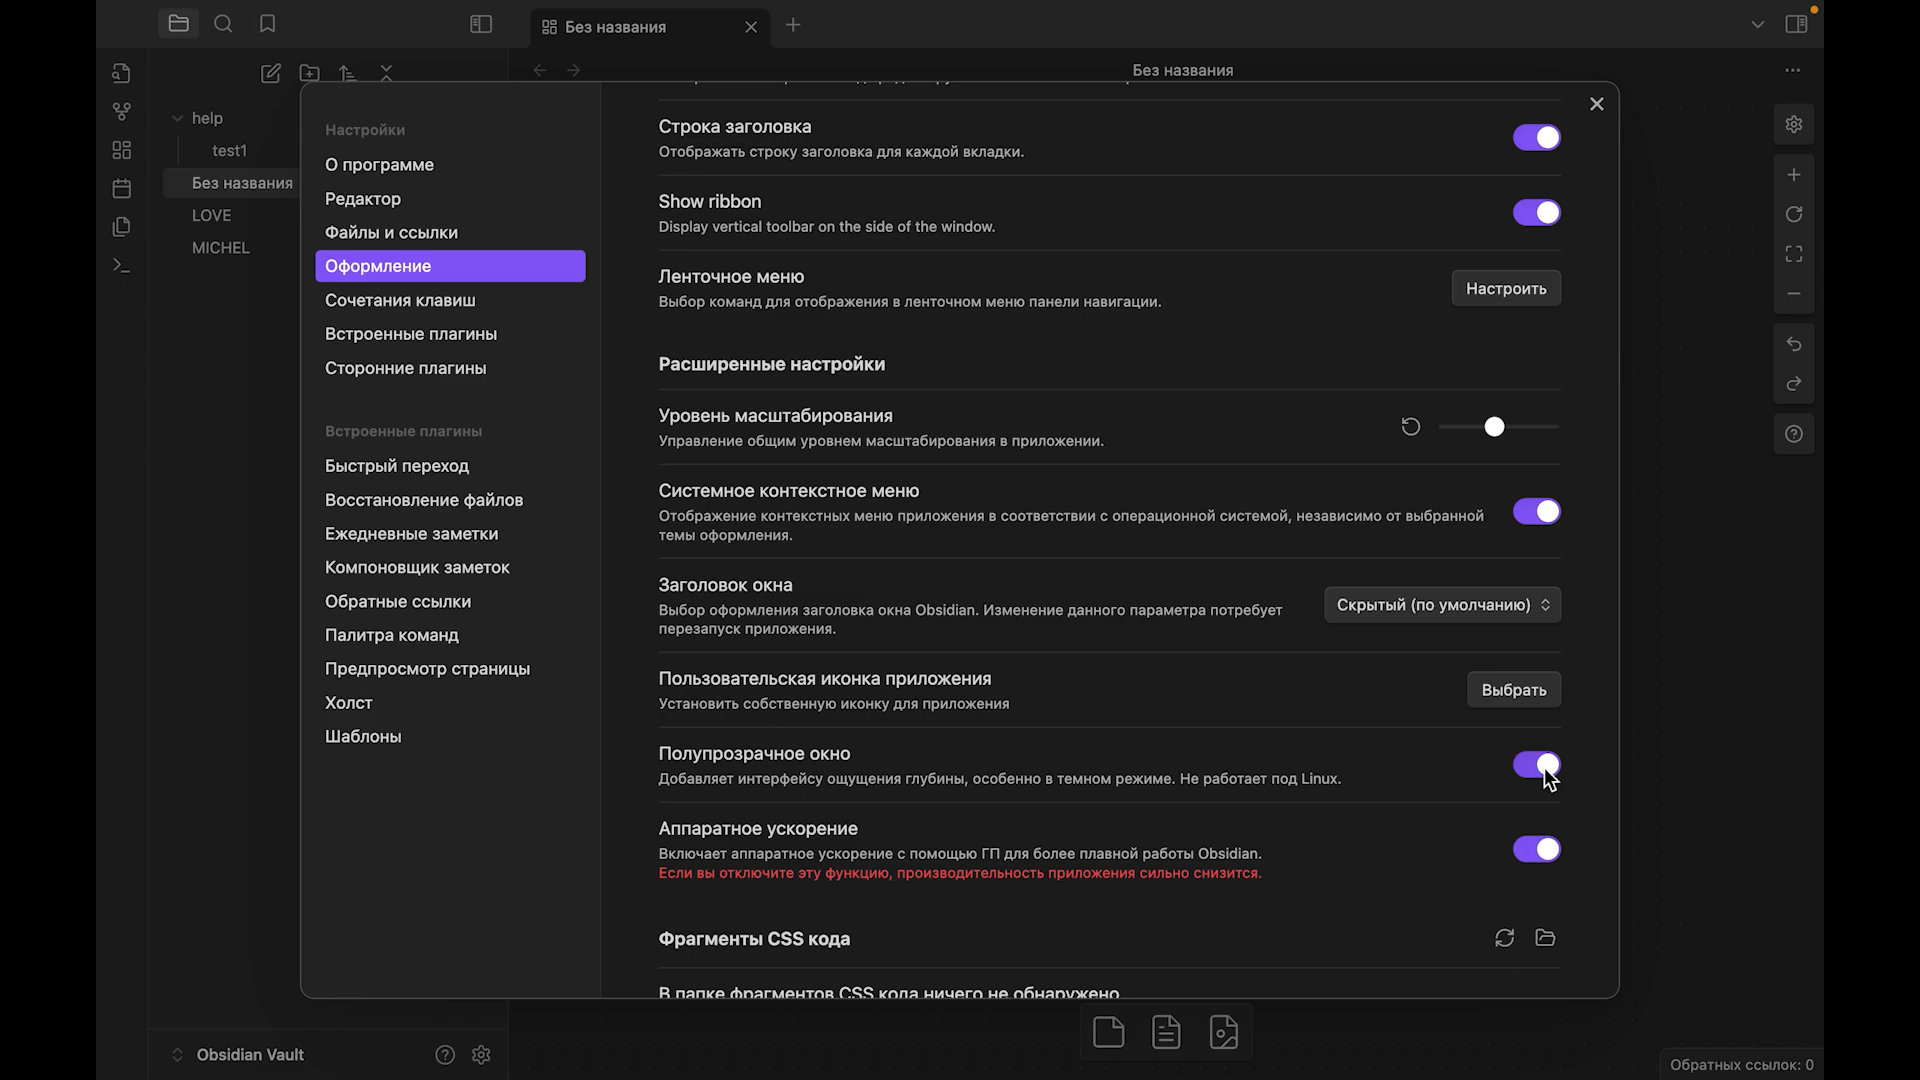 Без названия
Без названия
help
test1
Без названия
LOVE
MICHEL
Настройки
О программе
Редактор
Файлы и ссылки
Оформление
Сочетания клавиш
Встроенные плагины
Сторонние плагины
Встроенные плагины
Быстрый переход
Восстановление файлов
Ежедневные заметки
Компоновщик заметок
Обратные ссылки
Палитра команд
Предпросмотр страницы
Холст
Шаблоны
Строка заголовка
Отображать строку заголовка для каждой вкладки.
Show ribbon
Display vertical toolbar on the side of the window.
Ленточное меню
Выбор команд для отображения в ленточном меню панели навигации.
Настроить
Расширенные настройки
Уровень масштабирования
Управление общим уровнем масштабирования в приложении.
Системное контекстное меню
Отображение контекстных меню приложения в соответствии с операционной системой, независимо от выбранной
темы оформления.
Заголовок окна
Выбор оформления заголовка окна Obsidian. Изменение данного параметра потребует
перезапуск приложения.
Скрытый (по умолчанию)
Пользовательская иконка приложения
Установить собственную иконку для приложения
Выбрать
Полупрозрачное окно
Добавляет интерфейсу ощущения глубины, особенно в темном режиме. Не работает под Linux.
Аппаратное ускорение
Включает аппаратное ускорение с помощью ГП для более плавной работы Obsidian.
Если вы отключите эту функцию, производительность приложения сильно снизится.
Фрагменты CSS кода
В папке фрагментов CSS кода ничего не обнаружено
Obsidian Vault
Обратных ссылок: 0